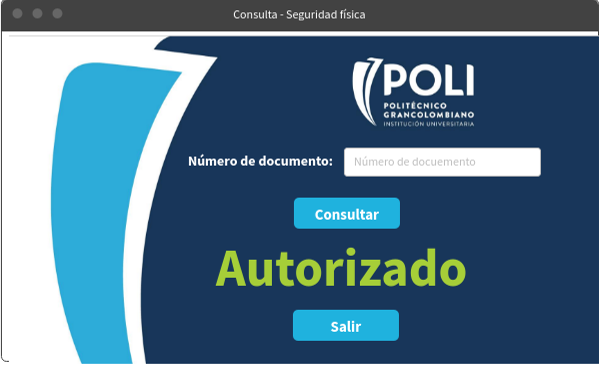 Consulta - Seguridad física
POLI
POLITÉCNICO
GRANCOLOMBIANO
INSTITUCIÓN UNIVERSITARIA
Número de documento:
Número de docuemento
Consultar
Autorizado
Salir